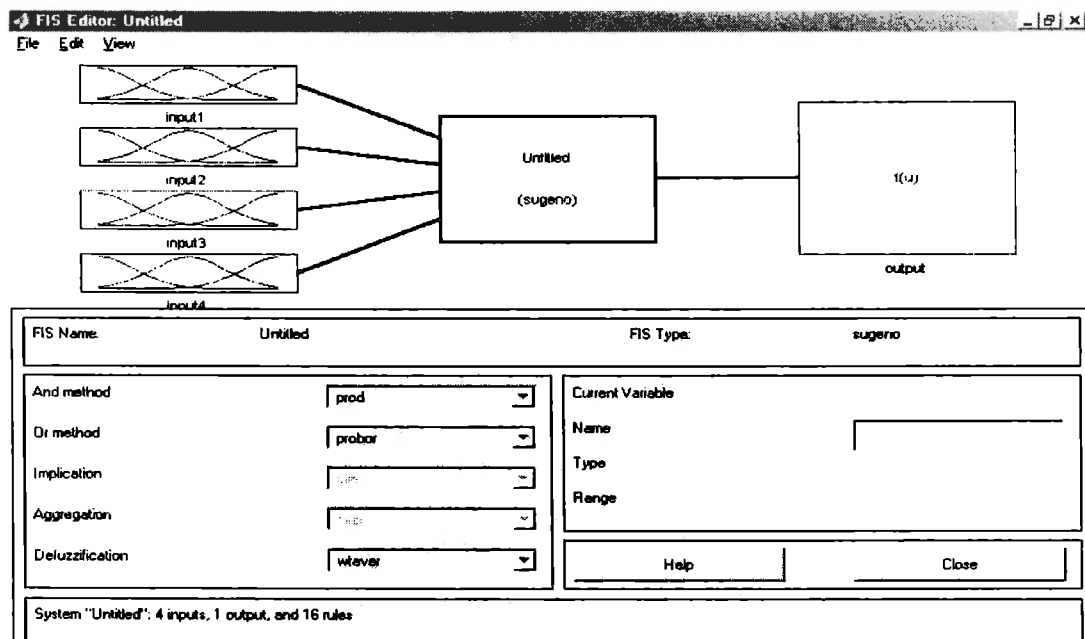 FIS Editor: Untitled
File Edit View
input1
input2
input3
input4
Untitled
(sugeno)
f(u)
output
FIS Name: Untitled FIS Type: sugeno
And method prod
Or method probor
Implication
Aggregation
Defuzzification wtaver
Current Variable
Name
Type
Range
Help Close
System "Untitled": 4 inputs, 1 output, and 16 rules